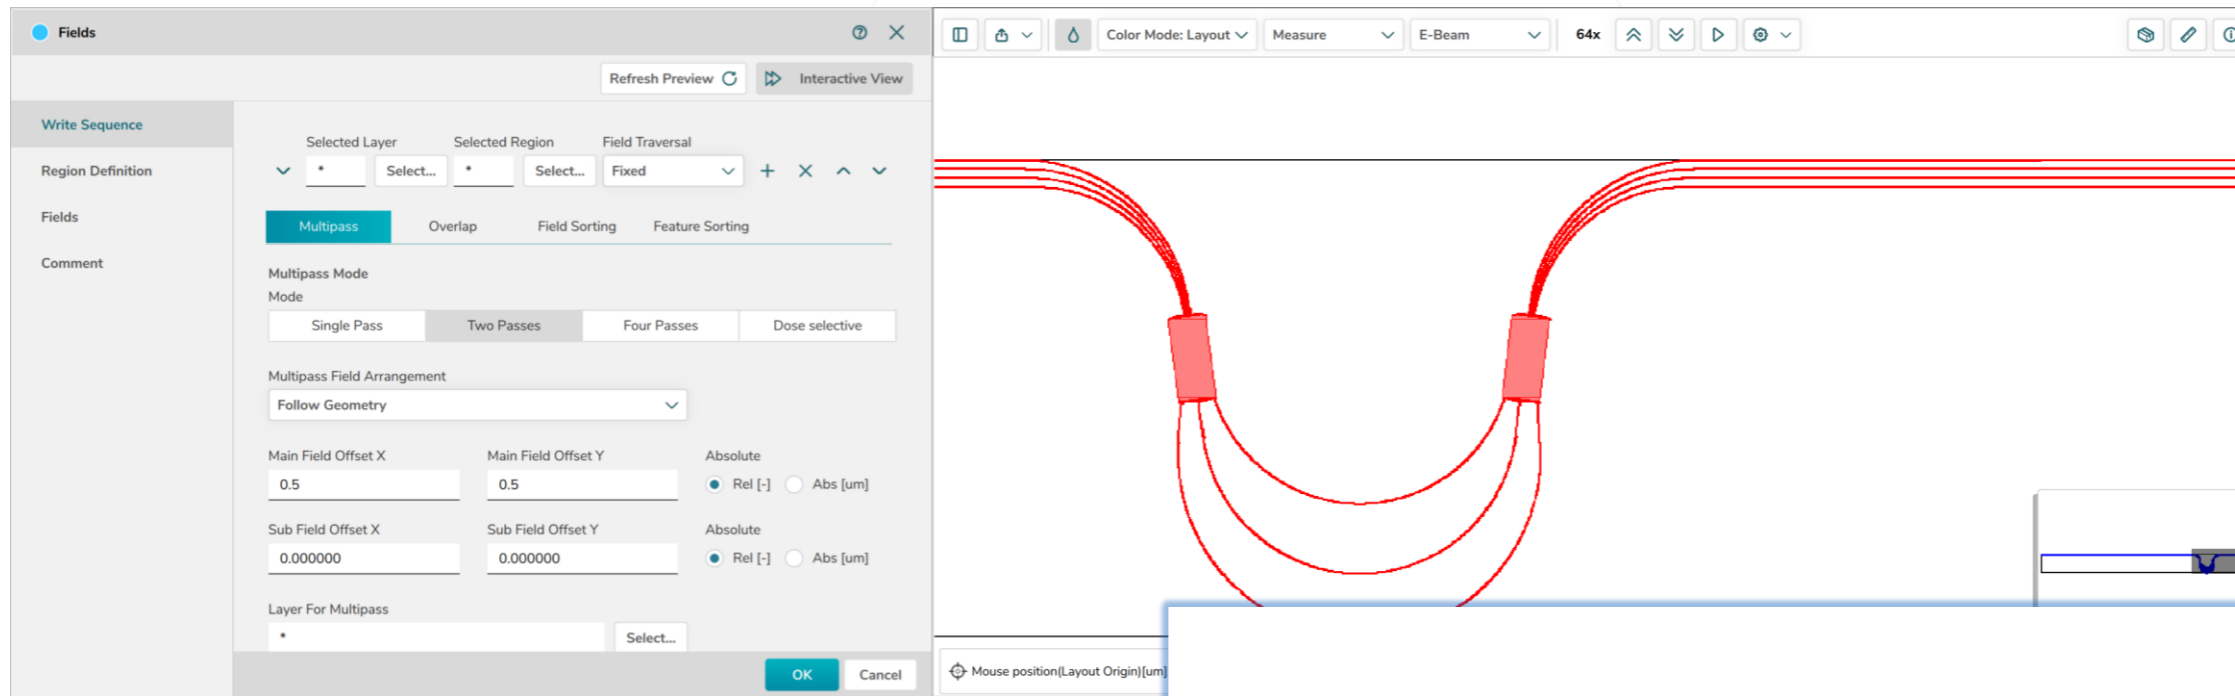 Fields
Refresh Preview
Interactive View
Write Sequence
Region Definition
Fields
Comment
Selected Layer Selected Region Field Traversal
* Select... * Select... Fixed
Multipass Overlap Field Sorting Feature Sorting
Multipass Mode
Mode
Single Pass Two Passes Four Passes Dose selective
Multipass Field Arrangement
Follow Geometry
Main Field Offset X Main Field Offset Y Absolute
0.5 0.5 Rel [-] Abs [um]
Sub Field Offset X Sub Field Offset Y Absolute
0.000000 0.000000 Rel [-] Abs [um]
Layer For Multipass
* Select...
OK Cancel
Color Mode: Layout Measure E-Beam 64x
Mouse position(Layout Origin)[um]